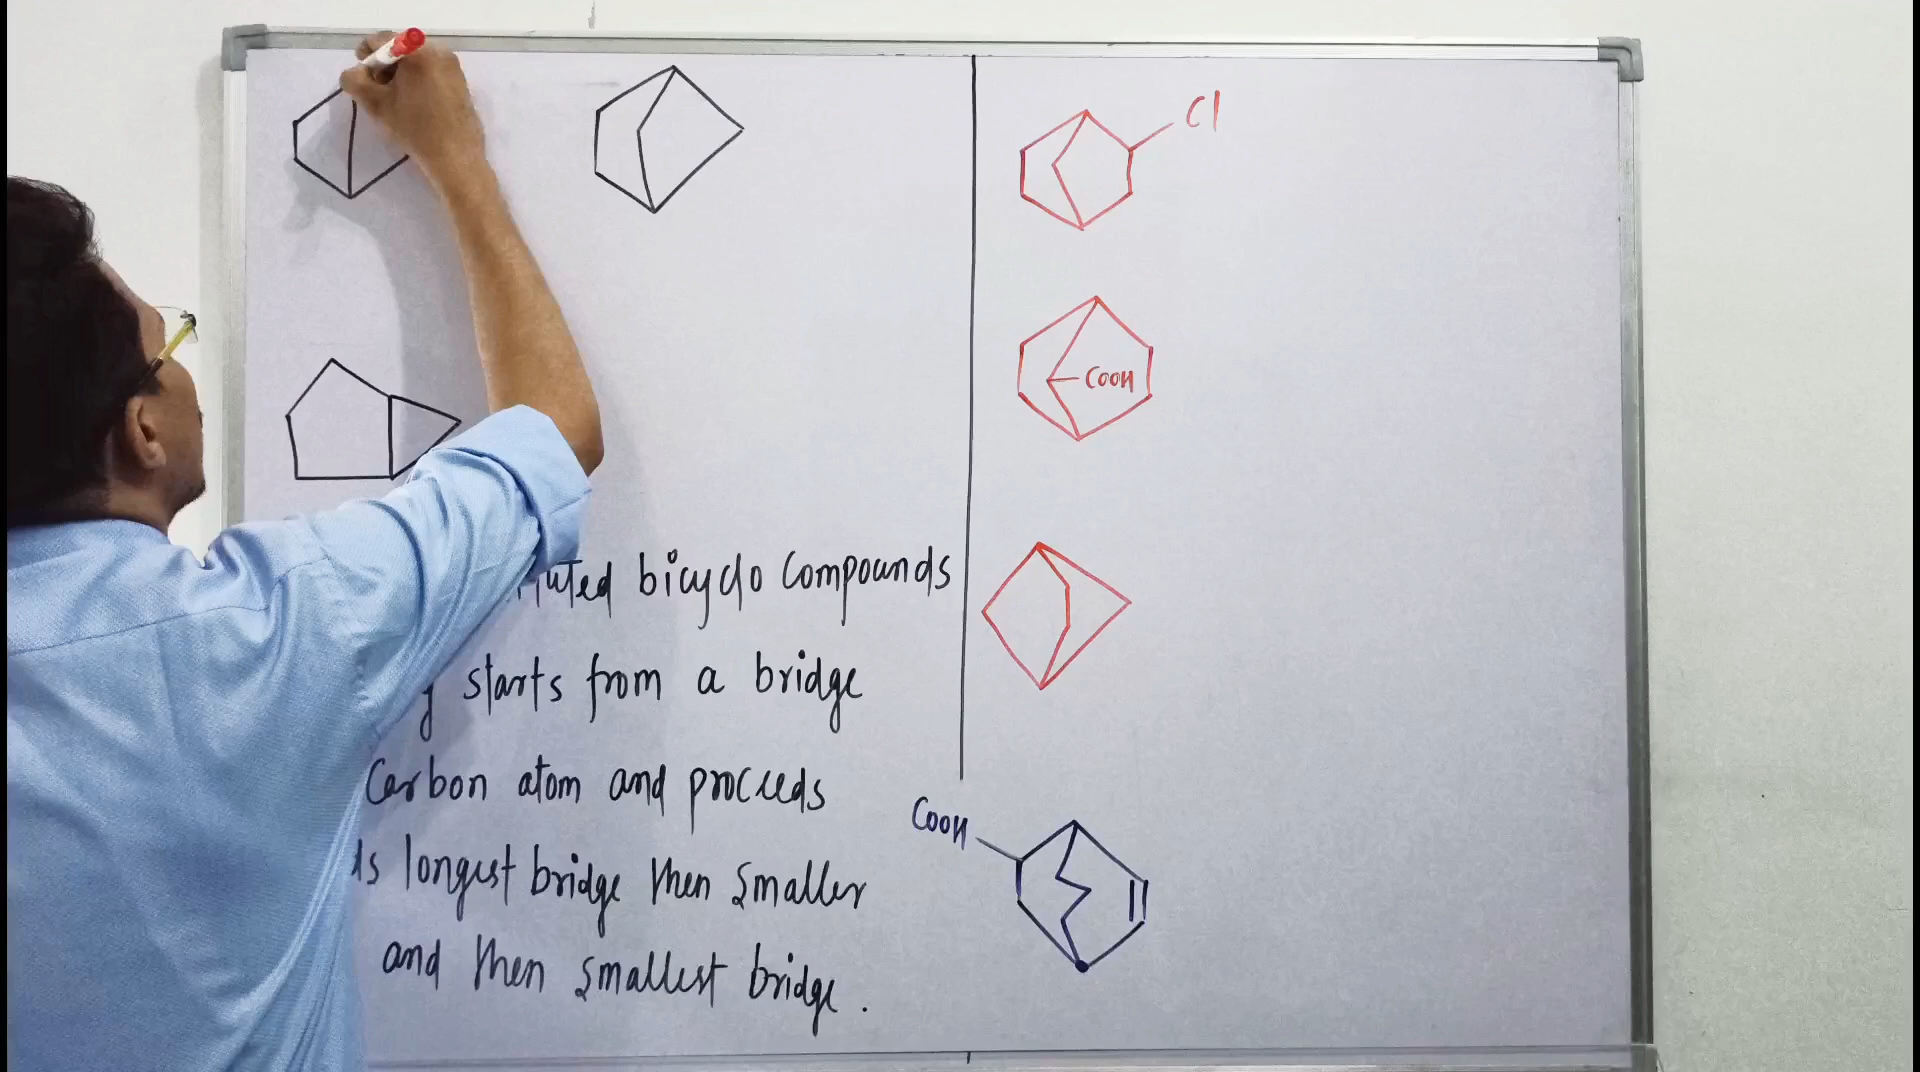 Cl
COOH
bicyclo Compounds
starts from a bridge
Carbon atom and proceeds
longest bridge then smaller
and then smallest bridge.
COOH